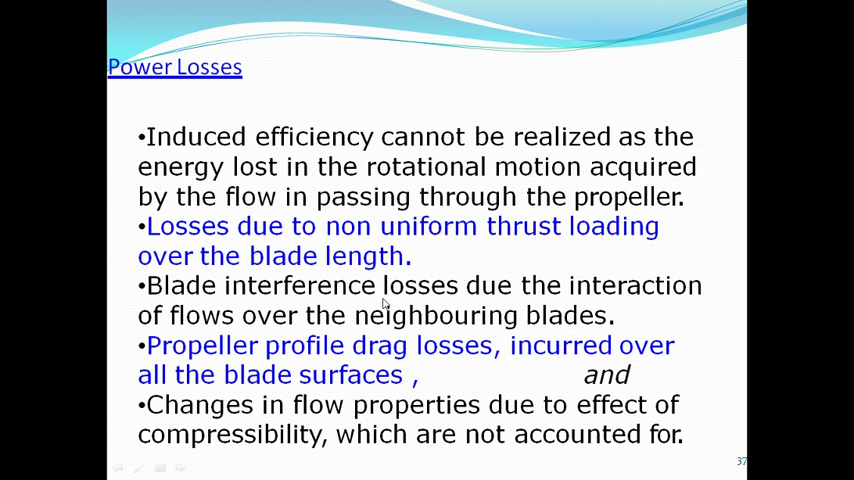 Power Losses
•Induced efficiency cannot be realized as the
energy lost in the rotational motion acquired
by the flow in passing through the propeller.
•Losses due to non uniform thrust loading
over the blade length.
•Blade interference losses due the interaction
of flows over the neighbouring blades.
•Propeller profile drag losses, incurred over
all the blade surfaces , and
•Changes in flow properties due to effect of
compressibility, which are not accounted for.
37